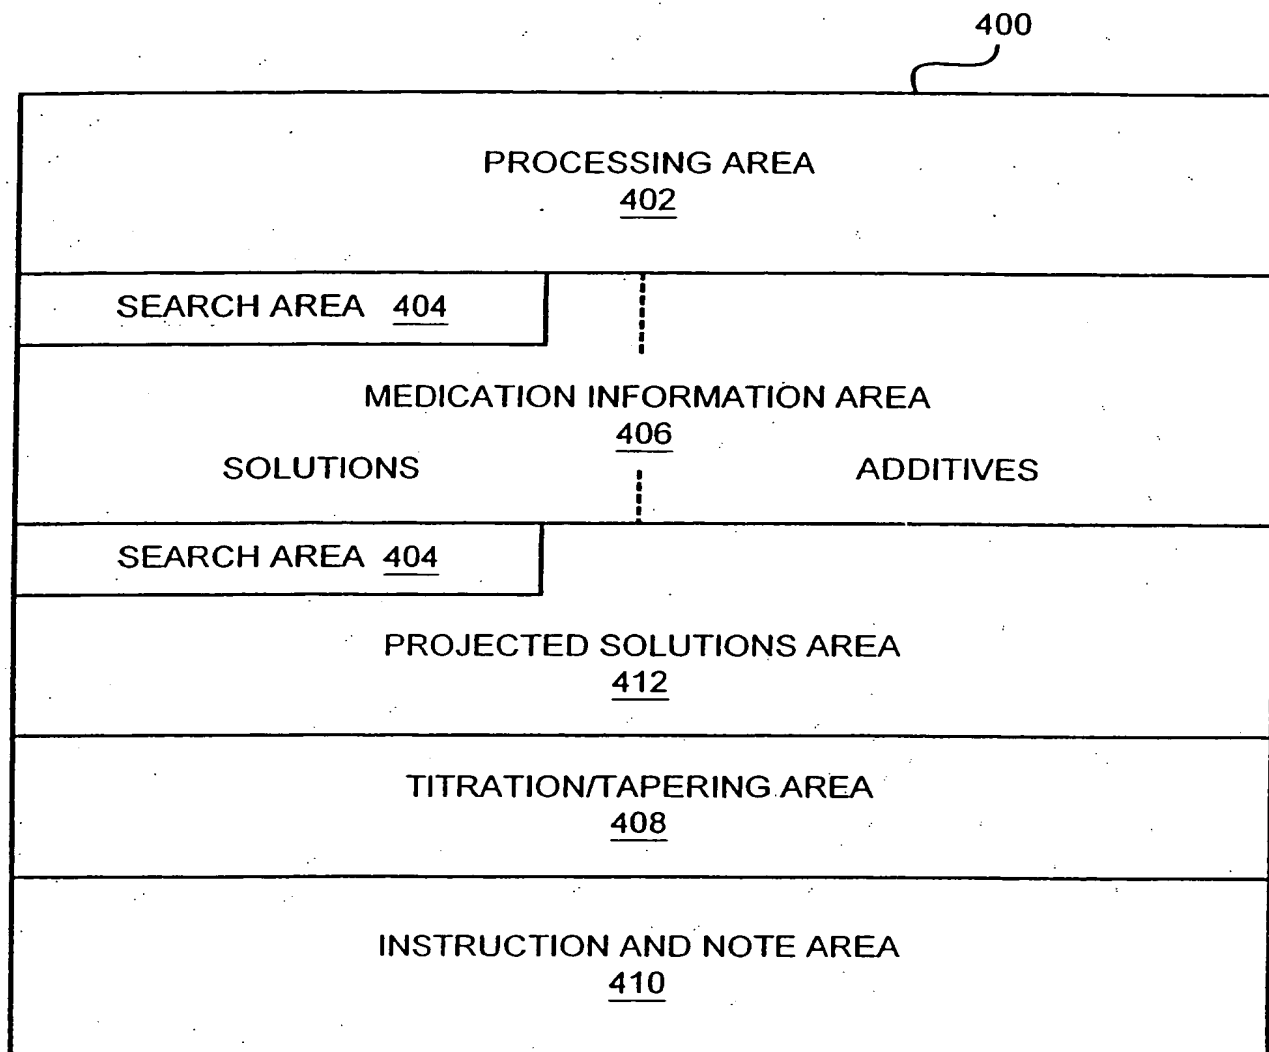 400
PROCESSING AREA
402
SEARCH AREA 404
MEDICATION INFORMATION AREA
406
SOLUTIONS ADDITIVES
SEARCH AREA 404
PROJECTED SOLUTIONS AREA
412
TITRATION/TAPERING AREA
408
INSTRUCTION AND NOTE AREA
410